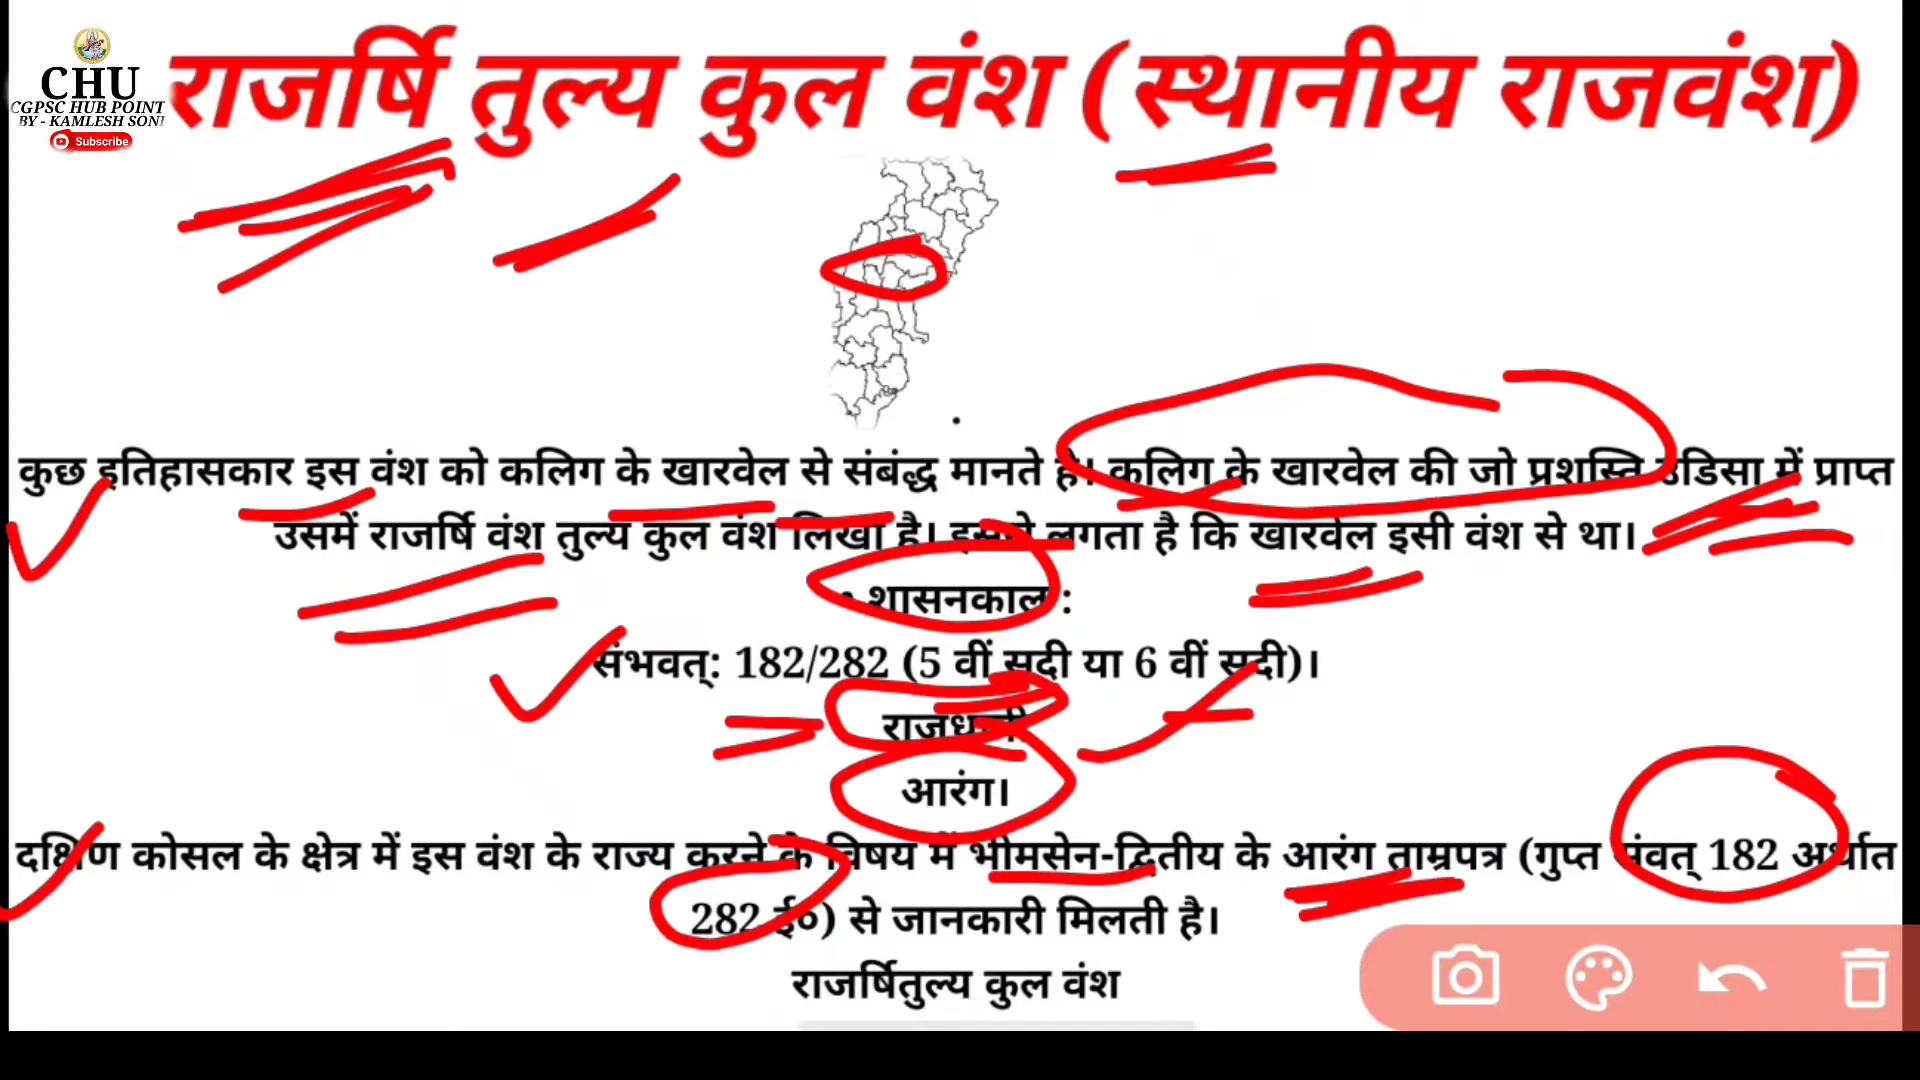 राजर्षि तुल्य कुल वंश (स्थानीय राजवंश)
CHU
CGPSC HUB POINT
BY - KAMLESH SONI
Subscribe
कुछ इतिहासकार इस वंश को कलिग के खारवेल से संबंद्ध मानते है। कलिग के खारवेल की जो प्रशस्ति उडिसा में प्राप्त
उसमें राजर्षि वंश तुल्य कुल वंश लिखा है। इससे लगता है कि खारवेल इसी वंश से था।
• शासनकाल :
संभवत्: 182/282 (5 वीं सदी या 6 वीं सदी)।
राजधानी
आरंग।
दक्षिण कोसल के क्षेत्र में इस वंश के राज्य करने के विषय में भीमसेन-द्वितीय के आरंग ताम्रपत्र (गुप्त संवत् 182 अर्थात
282 ई०) से जानकारी मिलती है।
राजर्षितुल्य कुल वंश